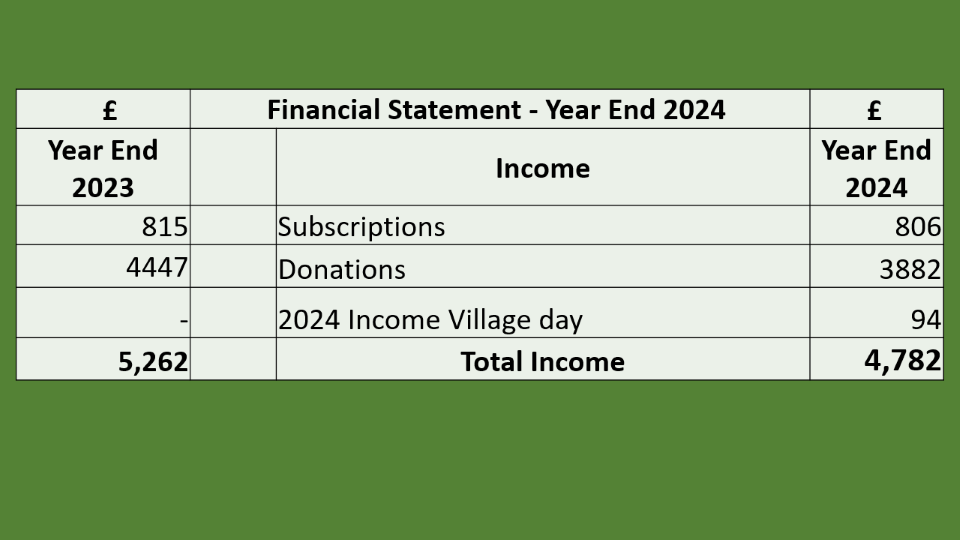 £ Financial Statement - Year End 2024 £
Year End 2023 Income Year End 2024
815 Subscriptions 806
4447 Donations 3882
- 2024 Income Village day 94
5,262 Total Income 4,782